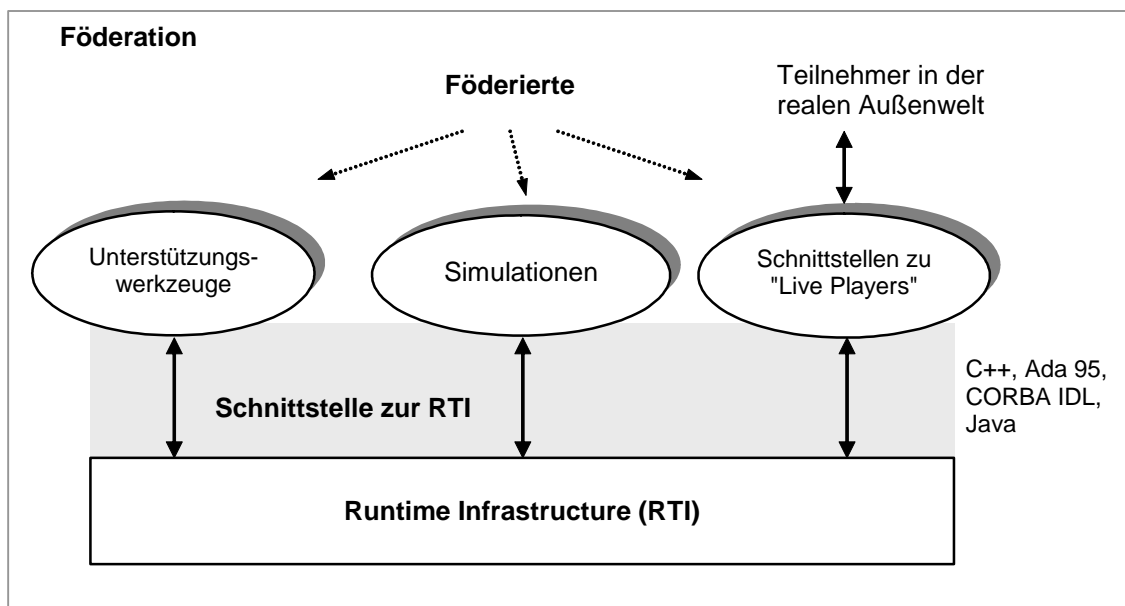 Föderation
Föderierte
Teilnehmer in der
realen Außenwelt
Unterstützungs-
werkzeuge
Simulationen
Schnittstellen zu
"Live Players"
Schnittstelle zur RTI
C++, Ada 95,
CORBA IDL,
Java
Runtime Infrastructure (RTI)